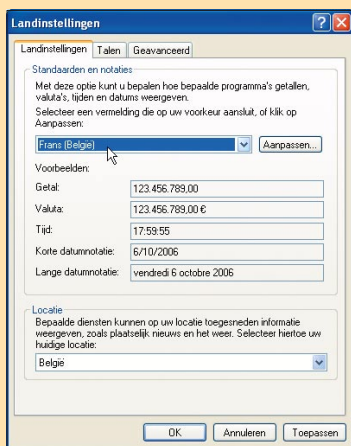 Landinstellingen
Landinstellingen Talen Geavanceerd
Standaarden en notaties
Met deze optie kunt u bepalen hoe bepaalde programma's getallen,
valuta's, tijden en datums weergeven.
Selecteer een vermelding die op uw voorkeur aansluit, of klik op
Aanpassen:
Frans (België) Aanpassen...
Voorbeelden:
Getal: 123.456.789,00
Valuta: 123.456.789,00 €
Tijd: 17:59:55
Korte datumnotatie: 6/10/2006
Lange datumnotatie: vendredi 6 octobre 2006
Locatie
Bepaalde diensten kunnen op uw locatie toegesneden informatie
weergeven, zoals plaatselijk nieuws en het weer. Selecteer hiertoe uw
huidige locatie:
België
OK Annuleren Toepassen